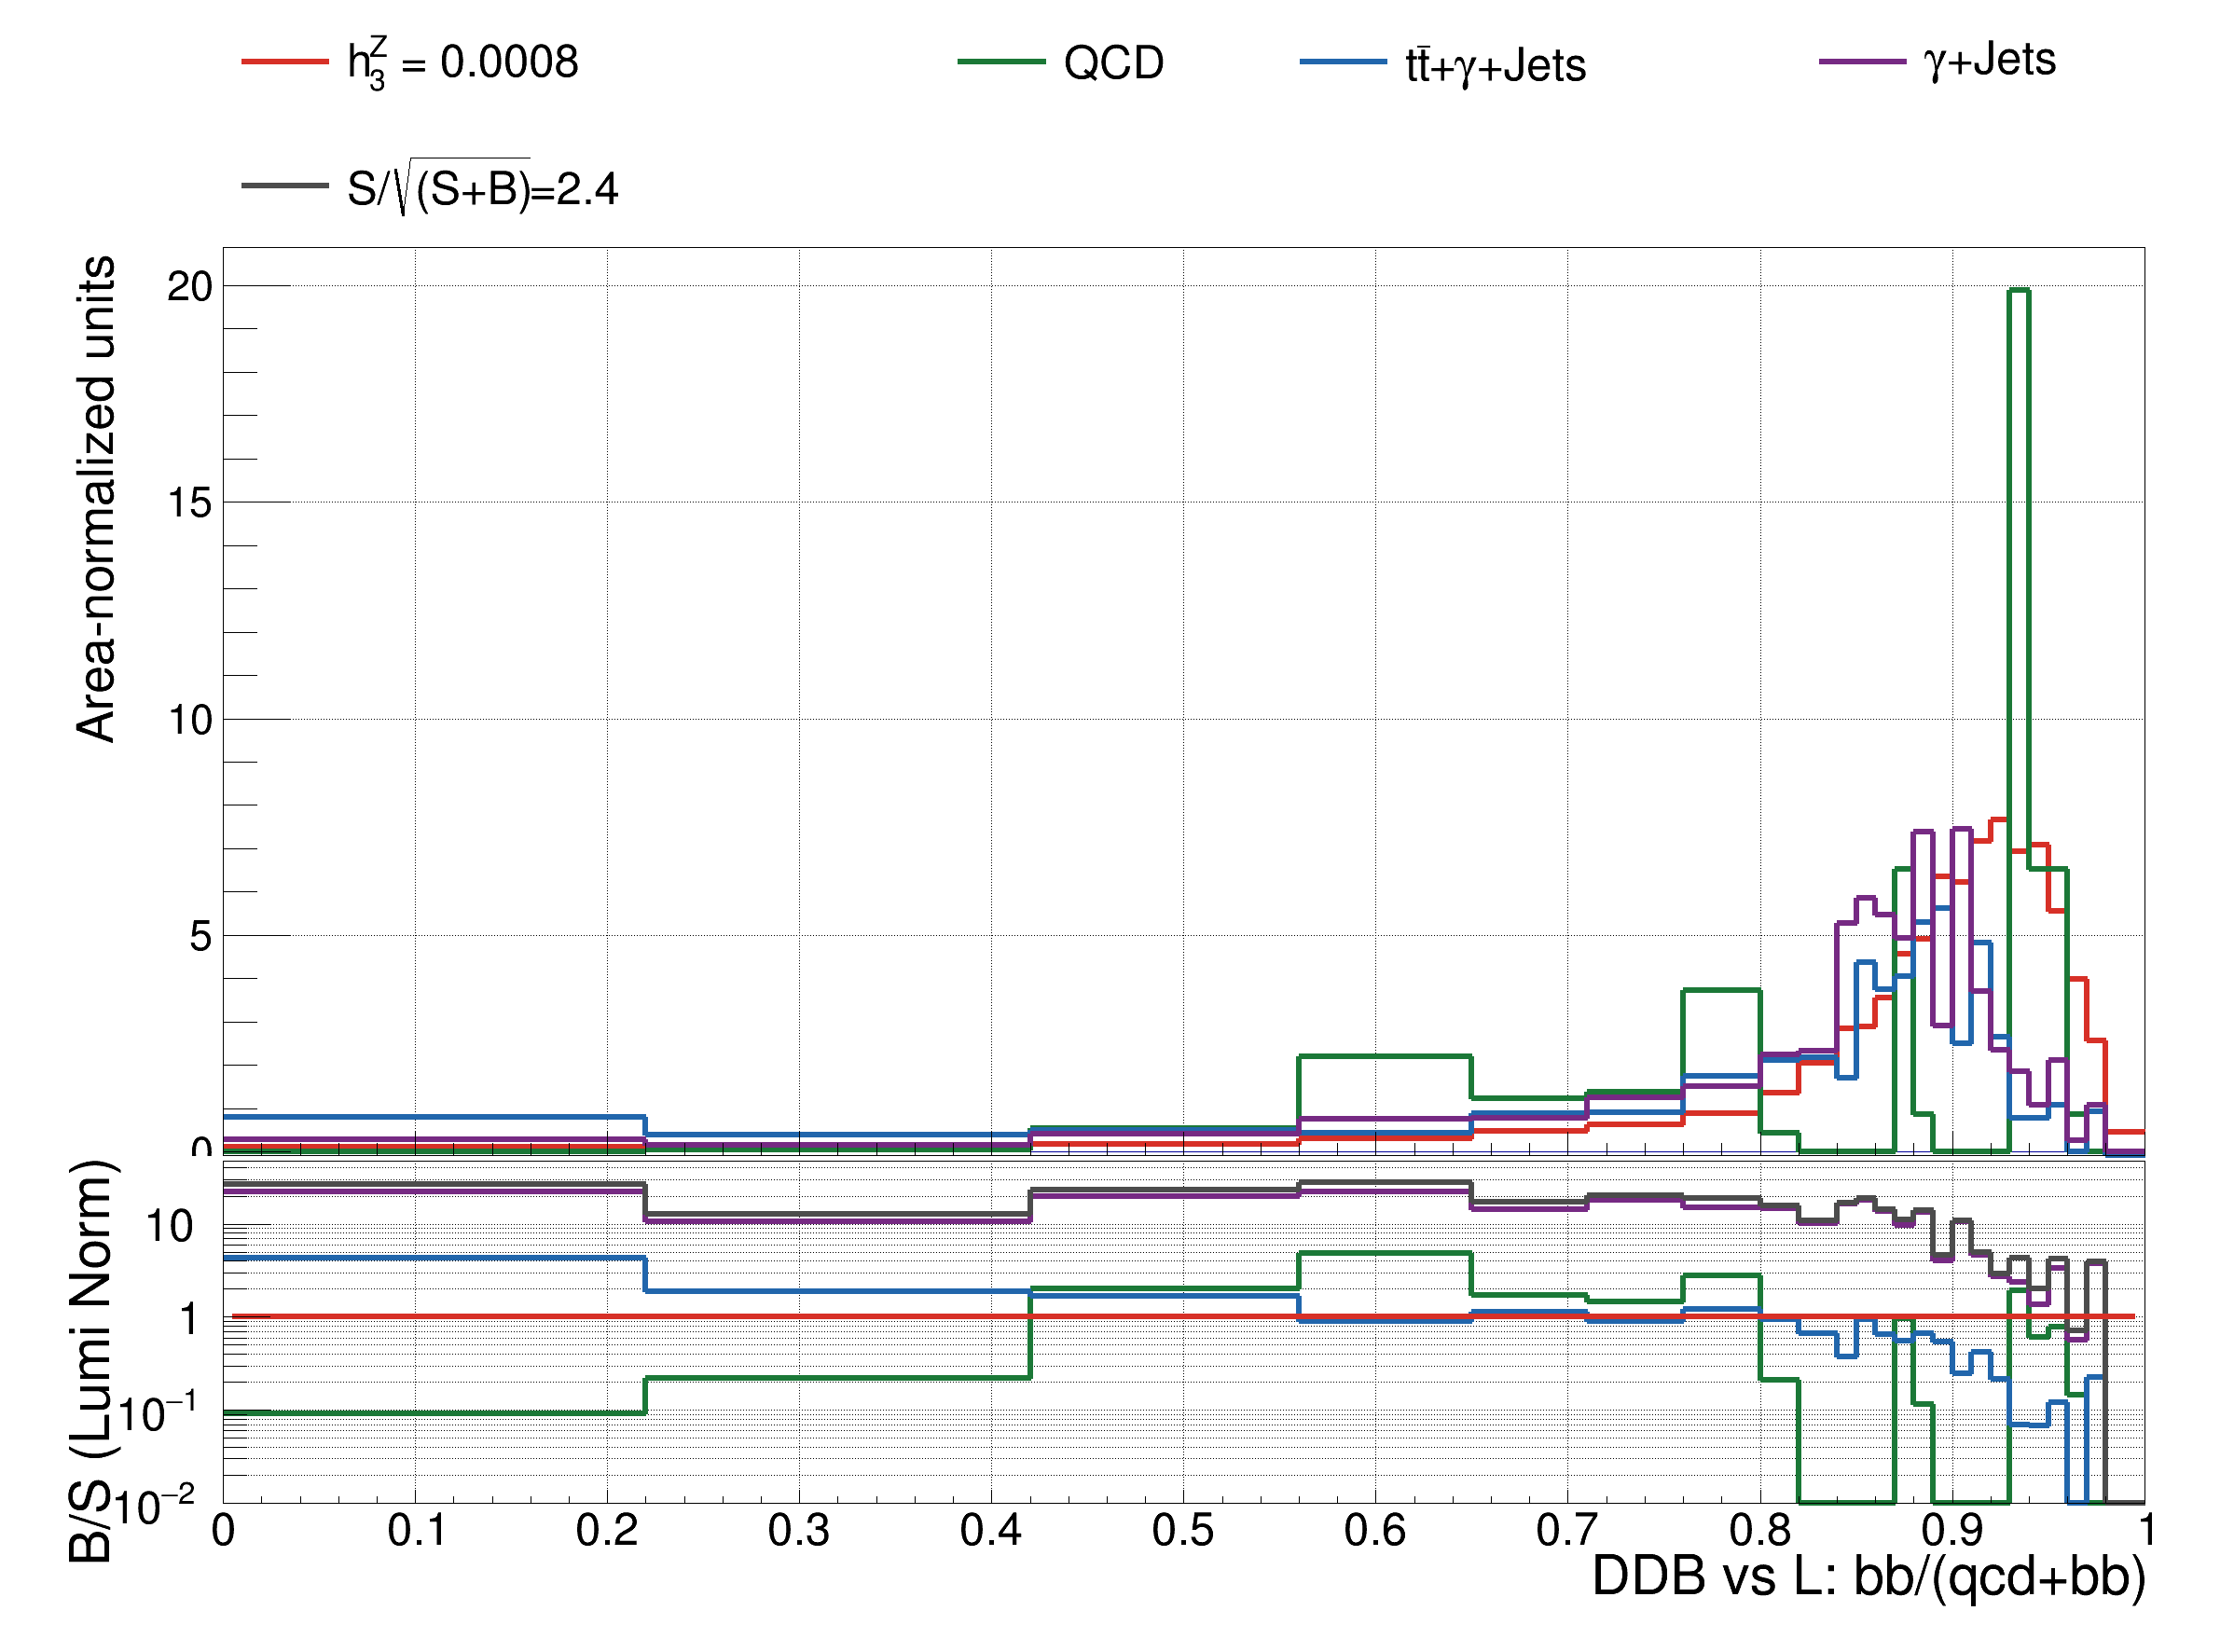 h₃ᶻ = 0.0008
QCD
tt̄+γ+Jets
γ+Jets
S/√(S+B)=2.4
Area-normalized units
20
15
10
5
0
B/S (Lumi Norm)
10
1
10⁻¹
10⁻²
0 0.1 0.2 0.3 0.4 0.5 0.6 0.7 0.8 0.9 1
DDB vs L: bb/(qcd+bb)